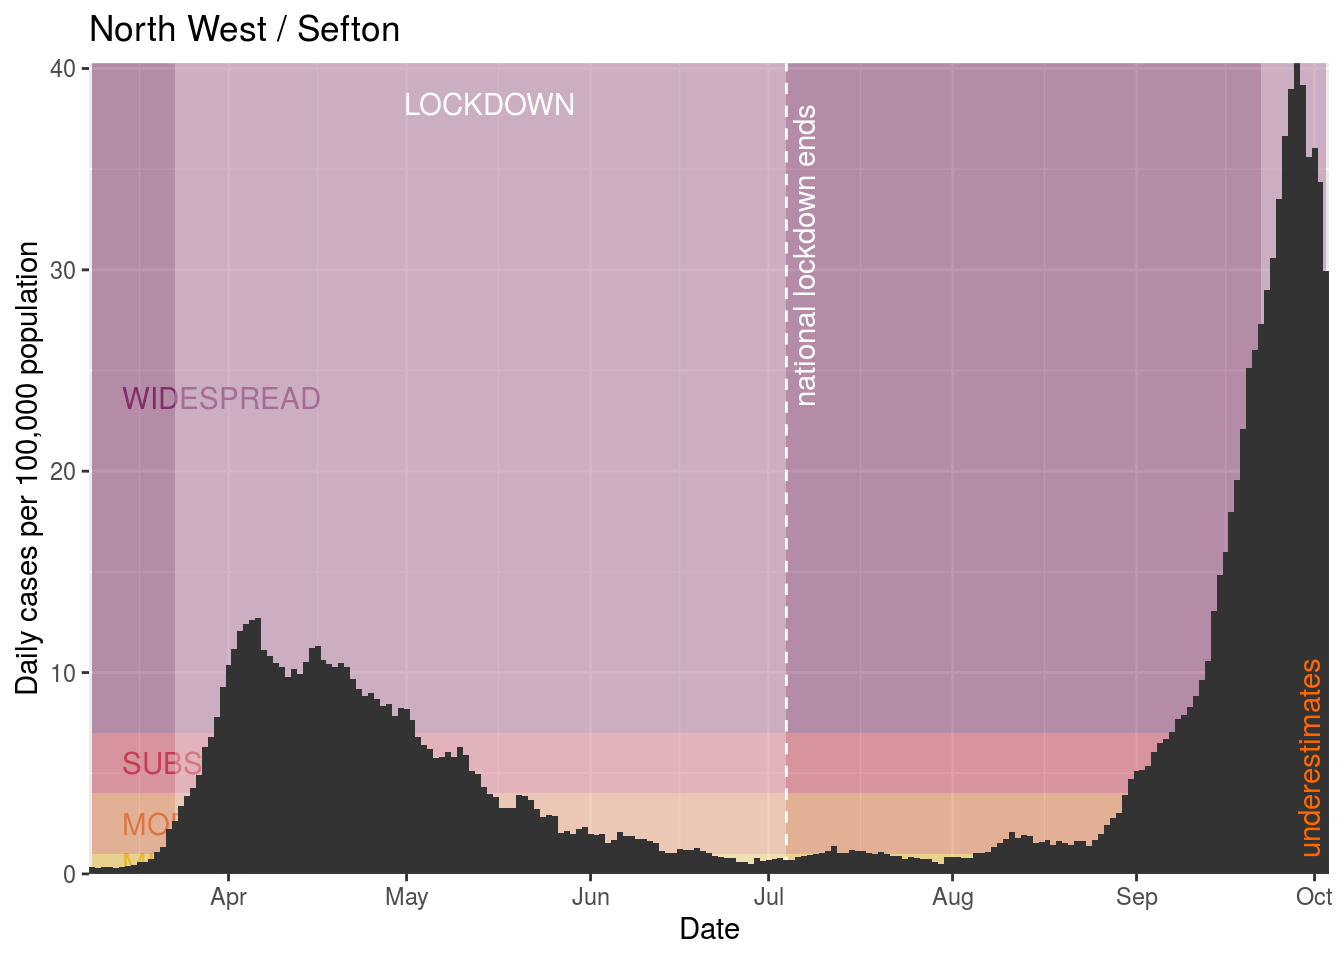 North West / Sefton
Daily cases per 100,000 population
40
30
20
10
0
LOCKDOWN
national lockdown ends
WIDESPREAD
SUBS
underestimates
Apr
May
Jun
Jul
Aug
Sep
Oct
Date